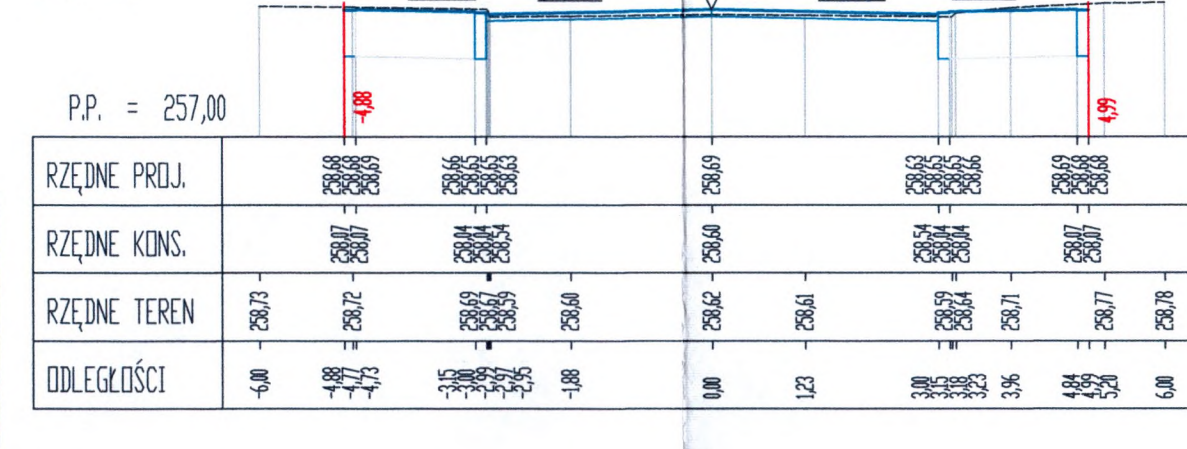 -4,88
4,99
P.P. = 257,00
RZĘDNE PROJ. 258,68 258,68 258,69 258,66 258,65 258,65 258,63 258,69 258,63 258,65 258,65 258,66 258,69 258,68 258,68
RZĘDNE KONS. 258,07 258,07 258,04 258,04 258,54 258,60 258,54 258,04 258,04 258,07 258,07
RZĘDNE TEREN 258,73 258,72 258,69 258,67 258,59 258,60 258,62 258,61 258,59 258,64 258,71 258,77 258,78
ODLEGŁOŚCI -6,00 -4,88 -4,77 -4,73 -3,15 -3,00 -2,99 -2,97 -2,95 -1,88 0,00 1,23 3,00 3,15 3,18 3,23 3,96 4,84 4,99 5,20 6,00